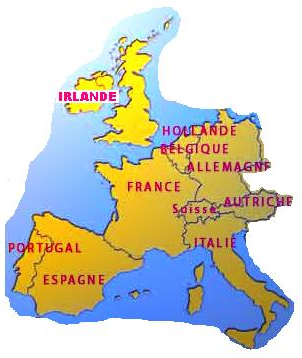 IRLANDE
HOLLANDE
BELGIQUE
ALLEMAGNE
FRANCE
AUTRICHE
Suisse
ITALIE
PORTUGAL
ESPAGNE